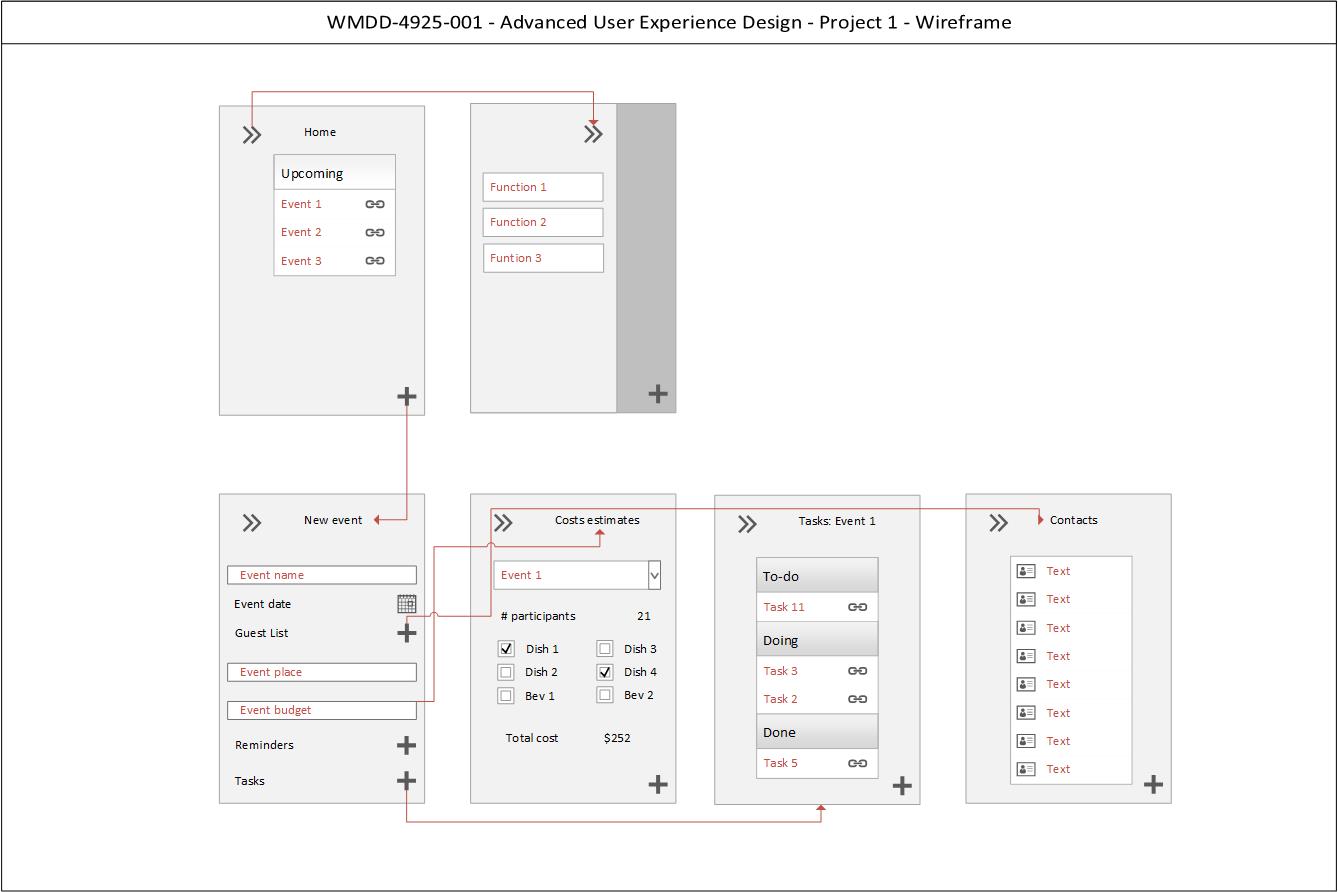 WMDD-4925-001 - Advanced User Experience Design - Project 1 - Wireframe
Home
Upcoming
Event 1
Event 2
Event 3
Function 1
Function 2
Funtion 3
New event
Event name
Event date
Guest List
Event place
Event budget
Reminders
Tasks
Costs estimates
Event 1
# participants 21
Dish 1 Dish 3
Dish 2 Dish 4
Bev 1 Bev 2
Total cost $252
Tasks: Event 1
To-do
Task 11
Doing
Task 3
Task 2
Done
Task 5
Contacts
Text
Text
Text
Text
Text
Text
Text
Text